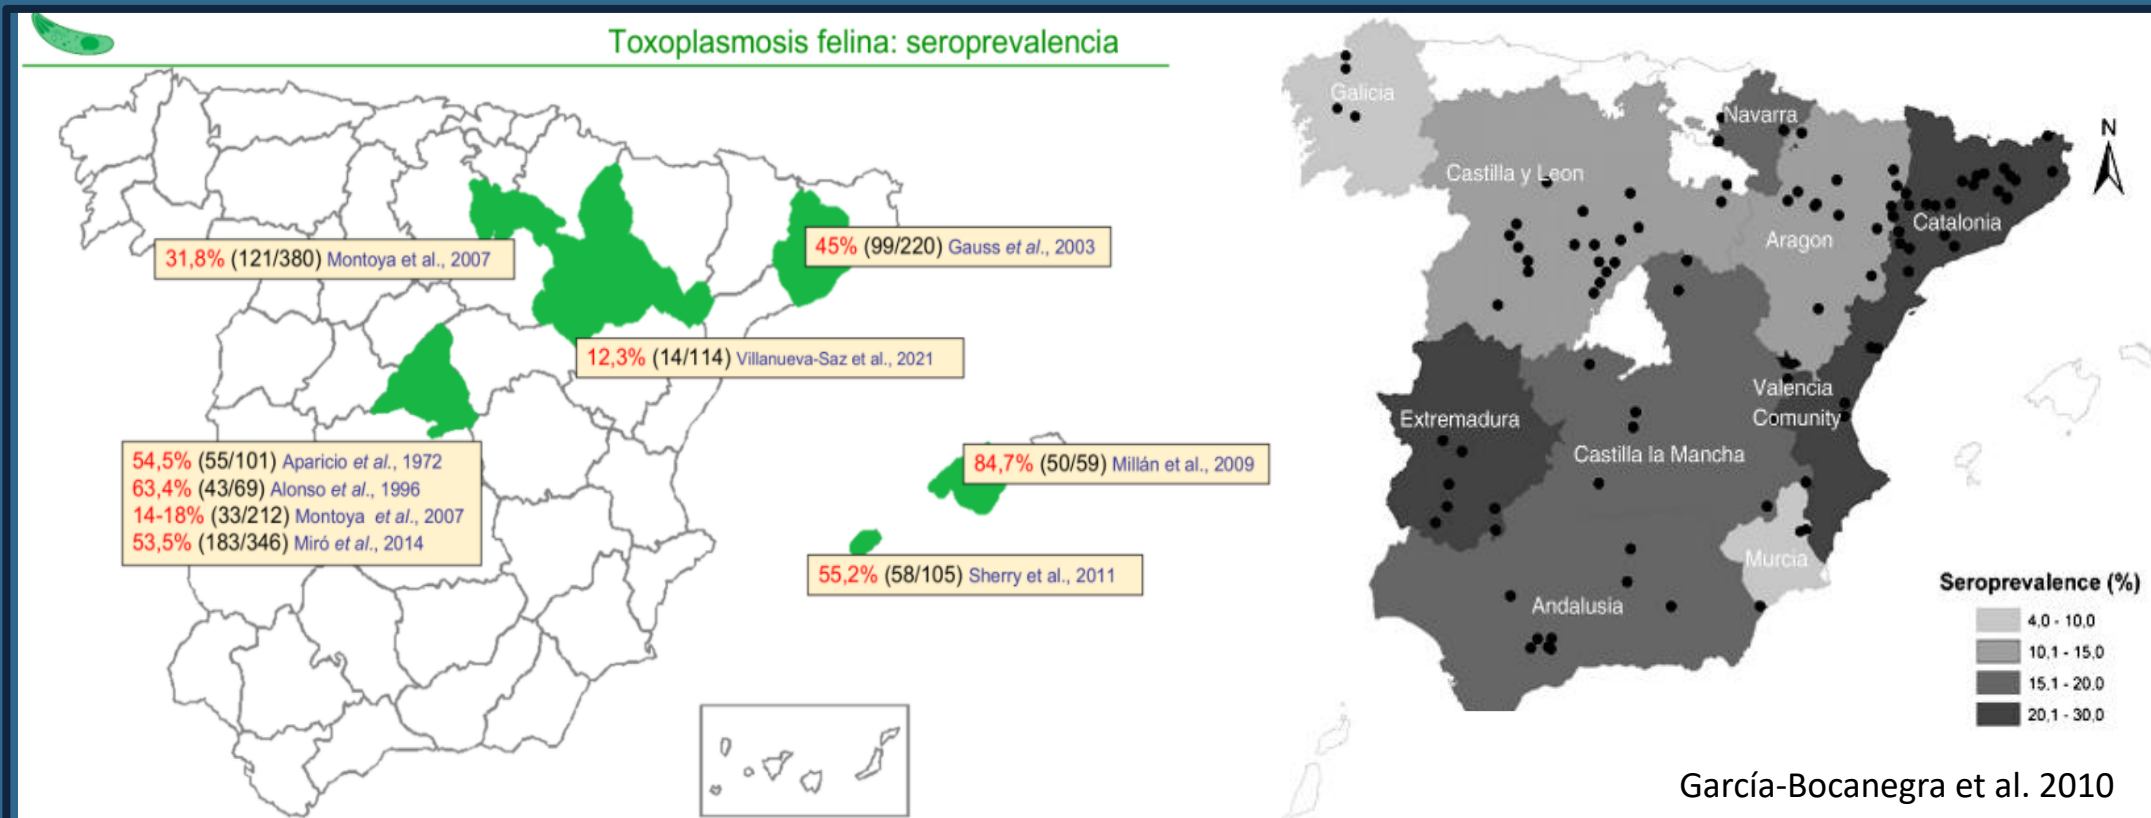 Toxoplasmosis felina: seroprevalencia
31,8% (121/380) Montoya et al., 2007
45% (99/220) Gauss et al., 2003
12,3% (14/114) Villanueva-Saz et al., 2021
54,5% (55/101) Aparicio et al., 1972
63,4% (43/69) Alonso et al., 1996
14-18% (33/212) Montoya et al., 2007
53,5% (183/346) Miró et al., 2014
84,7% (50/59) Millán et al., 2009
55,2% (58/105) Sherry et al., 2011
Galicia
Navarra
Castilla y Leon
Aragon
Catalonia
N
Valencia
Comunity
Extremadura
Castilla la Mancha
Murcia
Andalusia
Seroprevalence (%)
4,0 - 10,0
10,1 - 15,0
15,1 - 20,0
20,1 - 30,0
García-Bocanegra et al. 2010